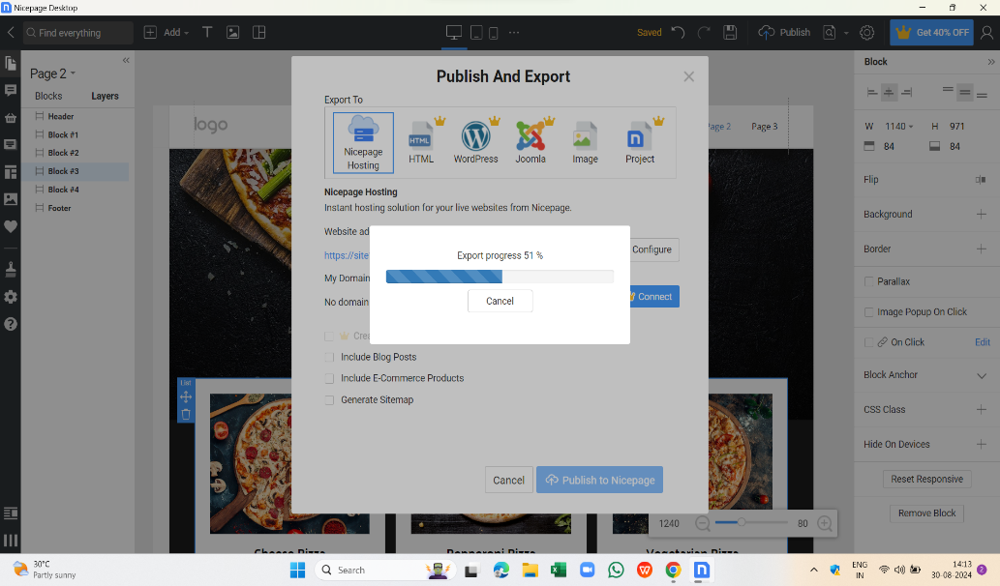 Nicepage Desktop
Find everything
Add
Saved
Publish
Get 40% OFF
Page 2
Blocks
Layers
Header
Block #1
Block #2
Block #3
Block #4
Footer
logo
Page 2
Page 3
Publish And Export
Export To
Nicepage
Hosting
HTML
HTML
WordPress
Joomla
Image
Project
Nicepage Hosting
Instant hosting solution for your live websites from Nicepage.
Website ad
https://site
Configure
My Domain
No domain
Connect
Export progress 51 %
Cancel
Crea
Include Blog Posts
Include E-Commerce Products
Generate Sitemap
Cancel
Publish to Nicepage
List
Cheese Pizza
Pepperoni Pizza
Vegetarian Pizza
1240
80
Block
W 1140
H 971
84
84
Flip
Background
Border
Parallax
Image Popup On Click
On Click
Edit
Block Anchor
CSS Class
Hide On Devices
Reset Responsive
Remove Block
30°C
Partly sunny
Search
ENG
IN
14:13
30-08-2024
2